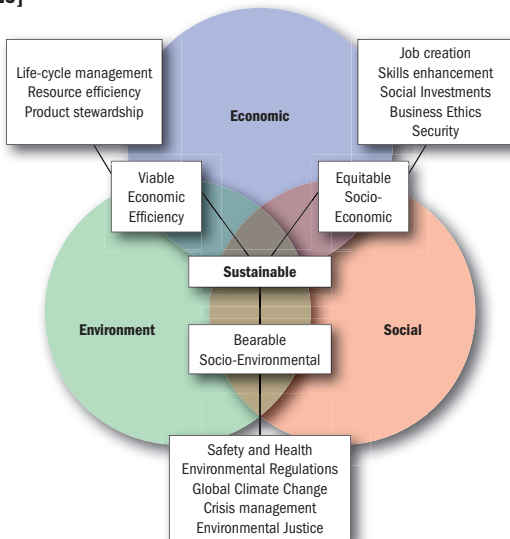 Life-cycle management
Resource efficiency
Product stewardship
Job creation
Skills enhancement
Social Investments
Business Ethics
Security
Economic
Viable
Economic
Efficiency
Equitable
Socio-
Economic
Sustainable
Environment
Social
Bearable
Socio-Environmental
Safety and Health
Environmental Regulations
Global Climate Change
Crisis management
Environmental Justice